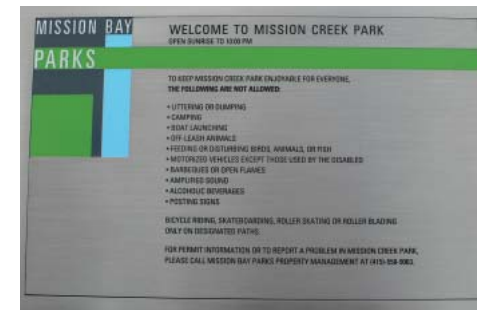 MISSION BAY
PARKS
WELCOME TO MISSION CREEK PARK
OPEN SUNRISE TO 10:00 PM
TO KEEP MISSION CREEK PARK ENJOYABLE FOR EVERYONE,
THE FOLLOWING ARE NOT ALLOWED:
• LITTERING OR DUMPING
• CAMPING
• BOAT LAUNCHING
• OFF-LEASH ANIMALS
• FEEDING OR DISTURBING BIRDS, ANIMALS, OR FISH
• MOTORIZED VEHICLES EXCEPT THOSE USED BY THE DISABLED
• BARBEQUES OR OPEN FLAMES
• AMPLIFIED SOUND
• ALCOHOLIC BEVERAGES
• POSTING SIGNS
BICYCLE RIDING, SKATEBOARDING, ROLLER SKATING OR ROLLER BLADING
ONLY ON DESIGNATED PATHS.
FOR PERMIT INFORMATION OR TO REPORT A PROBLEM IN MISSION CREEK PARK,
PLEASE CALL MISSION BAY PARKS PROPERTY MANAGEMENT AT